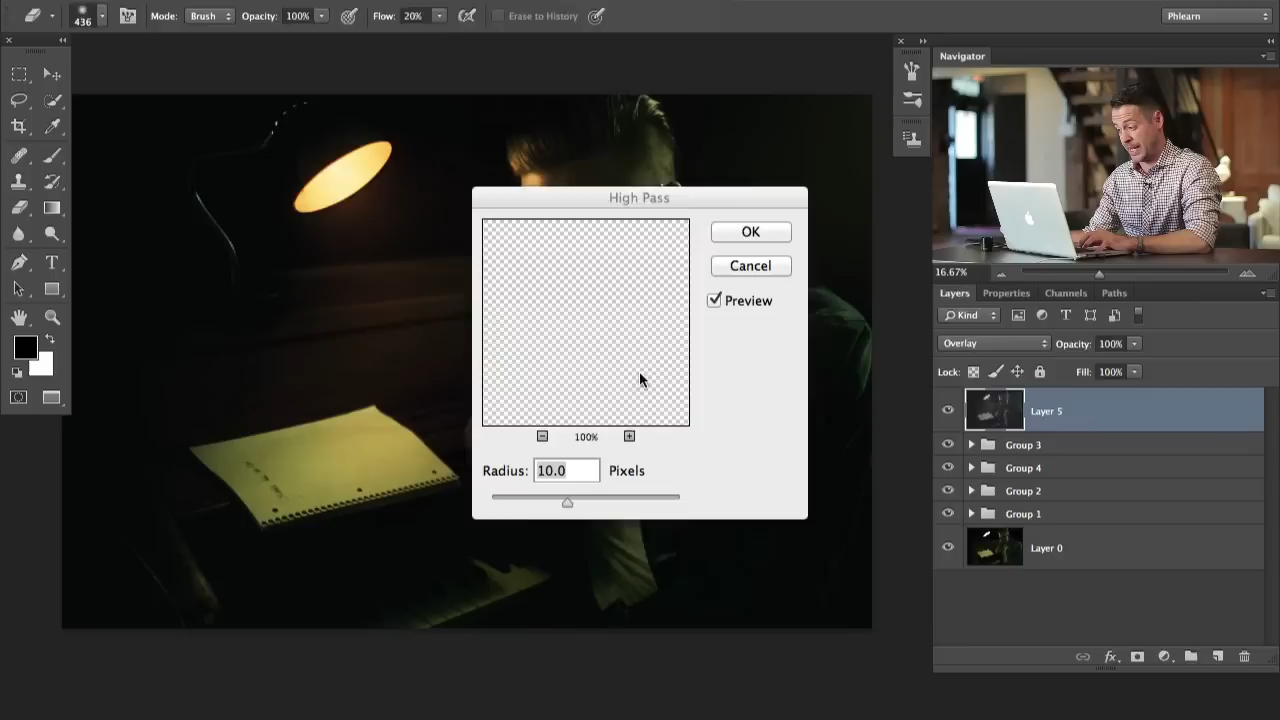 436
Mode: Brush Opacity: 100% Flow: 20% Erase to History Phlearn
Navigator
High Pass
OK
Cancel
Preview
16.67%
Layers Properties Channels Paths
Kind
Overlay Opacity: 100%
Lock: Fill: 100%
Layer 5
Group 3
Group 4
Group 2
Group 1
Layer 0
100%
Radius: 10.0 Pixels